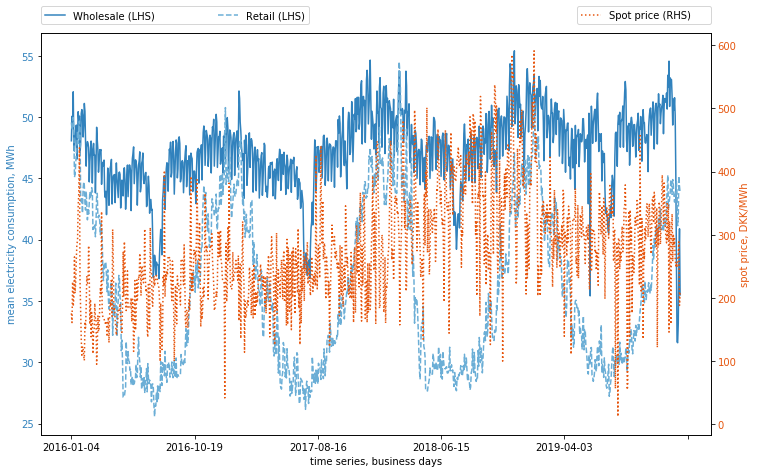 Wholesale (LHS) Retail (LHS) Spot price (RHS)
55
50
45
40
35
30
25
mean electricity consumption, MWh
600
500
400
300
200
100
0
spot price, DKK/MWh
2016-01-04 2016-10-19 2017-08-16 2018-06-15 2019-04-03
time series, business days